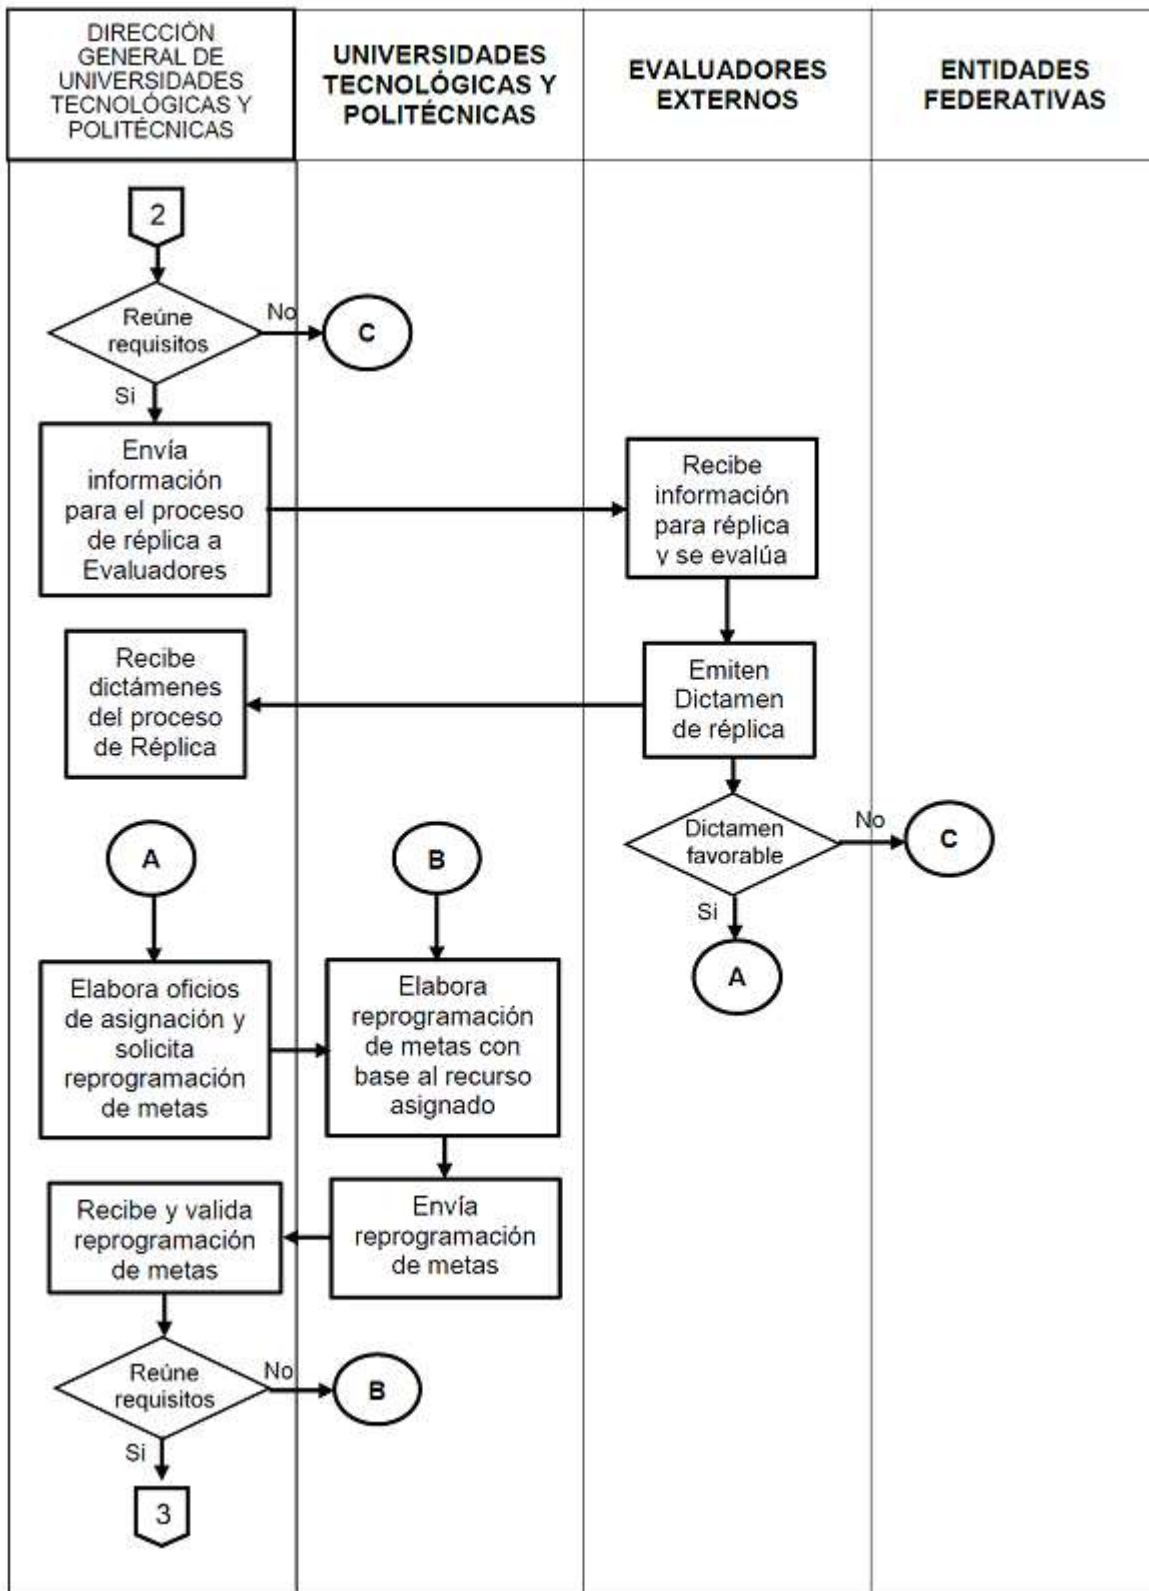 DIRECCIÓN
GENERAL DE
UNIVERSIDADES
TECNOLÓGICAS Y
POLITÉCNICAS
UNIVERSIDADES
TECNOLÓGICAS Y
POLITÉCNICAS
EVALUADORES
EXTERNOS
ENTIDADES
FEDERATIVAS
2
Reúne
requisitos
No
C
Si
Envía
información
para el proceso
de réplica a
Evaluadores
Recibe
información
para réplica
y se evalúa
Recibe
dictámenes
del proceso
de Réplica
Emiten
Dictamen
de réplica
Dictamen
favorable
No
C
Si
A
A
B
Elabora oficios
de asignación y
solicita
reprogramación
de metas
Elabora
reprogramación
de metas con
base al recurso
asignado
Recibe y valida
reprogramación
de metas
Envía
reprogramación
de metas
Reúne
requisitos
No
B
Si
3